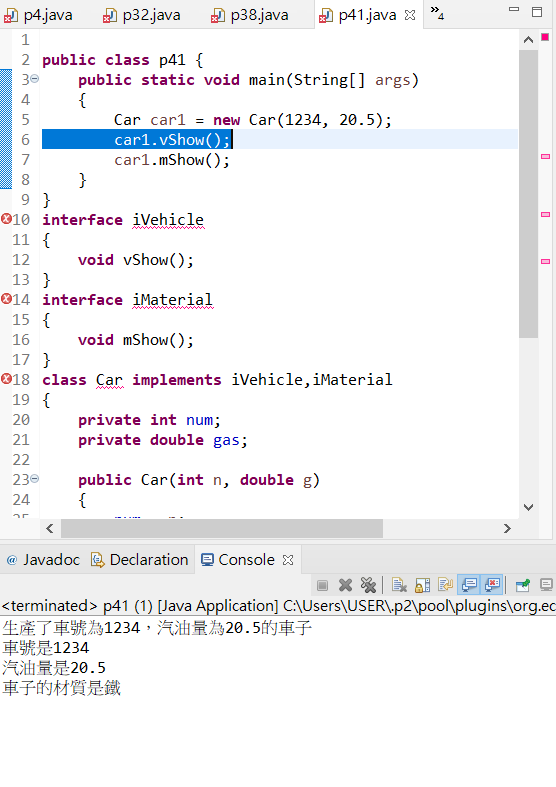 p4.java p32.java p38.java p41.java 4
1
2 public class p41 {
3 public static void main(String[] args)
4 {
5 Car car1 = new Car(1234, 20.5);
6 car1.vShow();
7 car1.mShow();
8 }
9 }
10 interface iVehicle
11 {
12 void vShow();
13 }
14 interface iMaterial
15 {
16 void mShow();
17 }
18 class Car implements iVehicle,iMaterial
19 {
20 private int num;
21 private double gas;
22
23 public Car(int n, double g)
24 {
@ Javadoc Declaration Console
<terminated> p41 (1) [Java Application] C:\Users\USER\.p2\pool\plugins\org.ec
生產了車號為1234，汽油量為20.5的車子
車號是1234
汽油量是20.5
車子的材質是鐵